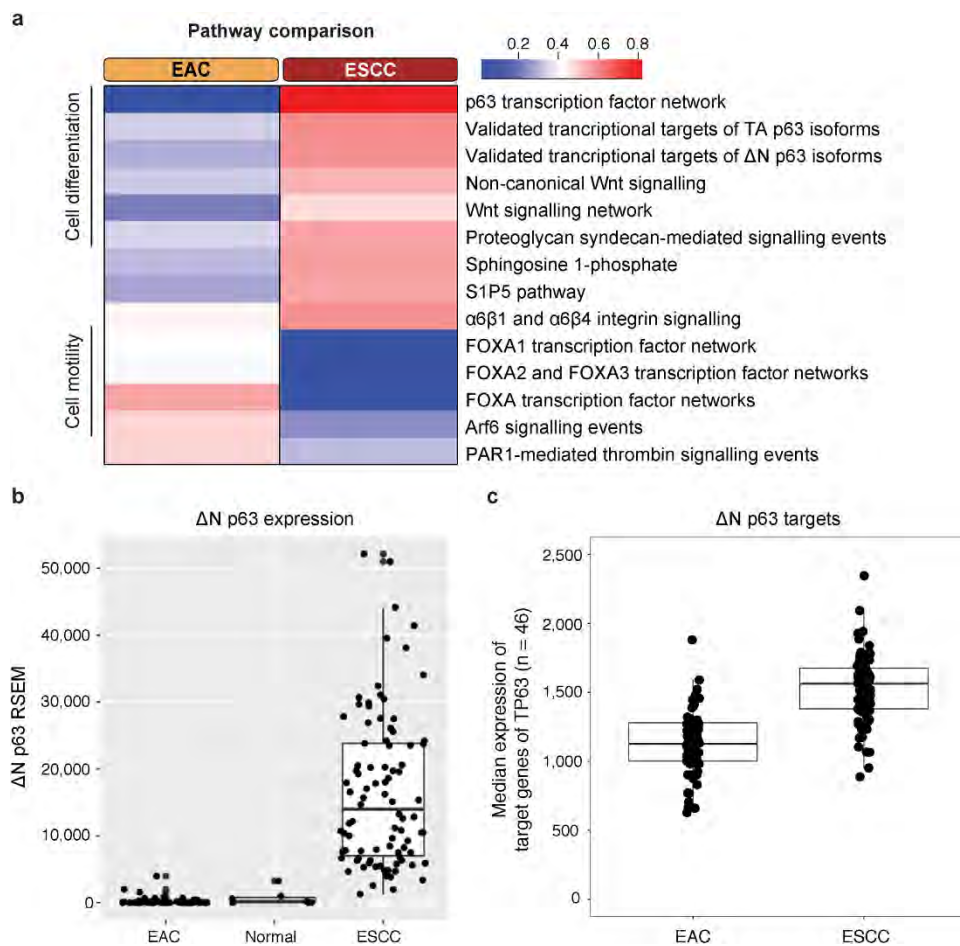 a
Pathway comparison
EAC
ESCC
0.2 0.4 0.6 0.8
Cell differentiation
Cell motility
p63 transcription factor network
Validated trancriptional targets of TA p63 isoforms
Validated trancriptional targets of ΔN p63 isoforms
Non-canonical Wnt signalling
Wnt signalling network
Proteoglycan syndecan-mediated signalling events
Sphingosine 1-phosphate
S1P5 pathway
α6β1 and α6β4 integrin signalling
FOXA1 transcription factor network
FOXA2 and FOXA3 transcription factor networks
FOXA transcription factor networks
Arf6 signalling events
PAR1-mediated thrombin signalling events
b
ΔN p63 expression
ΔN p63 RSEM
50,000
40,000
30,000
20,000
10,000
0
EAC Normal ESCC
c
ΔN p63 targets
Median expression of
target genes of TP63 (n = 46)
2,500
2,000
1,500
1,000
500
0
EAC ESCC